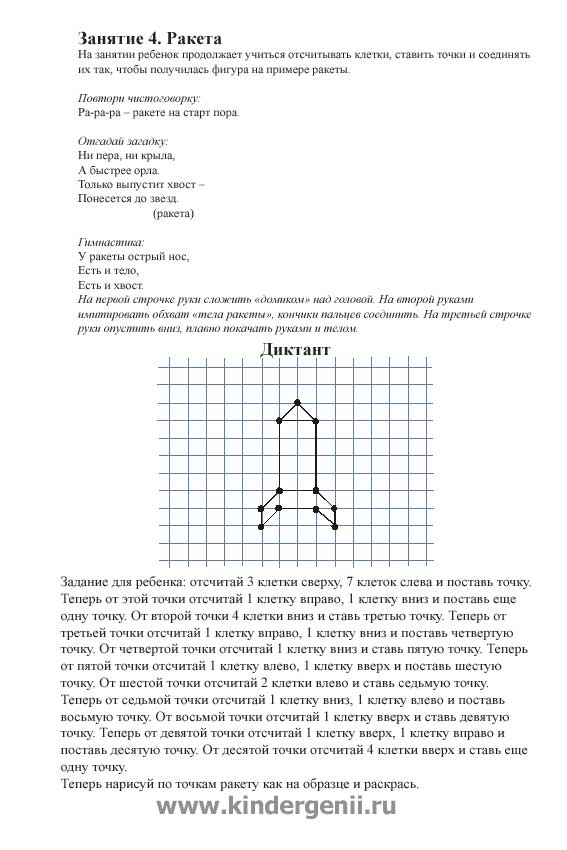 Занятие 4. Ракета
На занятии ребенок продолжает учиться отсчитывать клетки, ставить точки и соединять
их так, чтобы получилась фигура на примере ракеты.
Повтори чистоговорку:
Ра-ра-ра – ракете на старт пора.
Отгадай загадку:
Ни пера, ни крыла,
А быстрее орла.
Только выпустит хвост –
Понесется до звезд.
(ракета)
Гимнастика:
У ракеты острый нос,
Есть и тело,
Есть и хвост.
На первой строчке руки сложить «домиком» над головой. На второй руками
имитировать обхват «тела ракеты», кончики пальцев соединить. На третьей строчке
руки опустить вниз, плавно покачать руками и телом.
Диктант
Задание для ребенка: отсчитай 3 клетки сверху, 7 клеток слева и поставь точку.
Теперь от этой точки отсчитай 1 клетку вправо, 1 клетку вниз и поставь еще
одну точку. От второй точки 4 клетки вниз и ставь третью точку. Теперь от
третьей точки отсчитай 1 клетку вправо, 1 клетку вниз и поставь четвертую
точку. От четвертой точки отсчитай 1 клетку вниз и ставь пятую точку. Теперь
от пятой точки отсчитай 1 клетку влево, 1 клетку вверх и поставь шестую
точку. От шестой точки отсчитай 2 клетки влево и ставь седьмую точку.
Теперь от седьмой точки отсчитай 1 клетку вниз, 1 клетку влево и поставь
восьмую точку. От восьмой точки отсчитай 1 клетку вверх и ставь девятую
точку. Теперь от девятой точки отсчитай 1 клетку вверх, 1 клетку вправо и
поставь десятую точку. От десятой точки отсчитай 4 клетки вверх и ставь еще
одну точку.
Теперь нарисуй по точкам ракету как на образце и раскрась.
www.kindergenii.ru